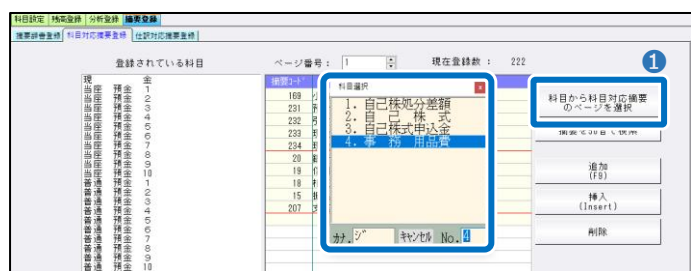 科目設定 残高登録 分析登録 摘要登録
摘要辞書登録 科目対応摘要登録 仕訳対応摘要登録
登録されている科目
ページ番号： 1
現在登録数 ： 222
1
現 金
当座 預金 1
当座 預金 2
当座 預金 3
当座 預金 4
当座 預金 5
当座 預金 6
当座 預金 7
当座 預金 8
当座 預金 9
当座 預金 10
普通 預金 1
普通 預金 2
普通 預金 3
普通 預金 4
普通 預金 5
普通 預金 6
普通 預金 7
普通 預金 8
普通 預金 9
普通 預金 10
摘要コード
169
231
232
233
234
20
19
18
15
207
科目選択
1. 自己株処分差額
2. 自 己 株 式
3. 自己株式申込金
4. 事 務 用品費
カナ. ジ キャンセル No. 4
科目から科目対応摘要
のページを選択
追加
(F9)
挿入
(Insert)
削除